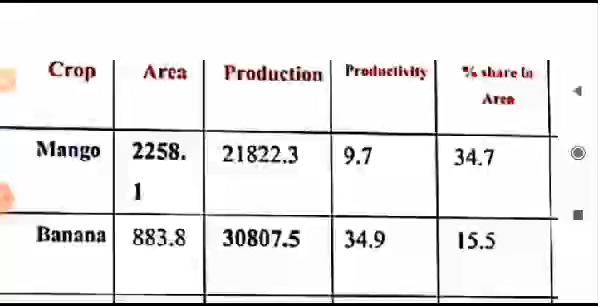 Crop Area Production Productivity % share in
Area
Mango 2258. 21822.3 9.7 34.7
1
Banana 883.8 30807.5 34.9 15.5